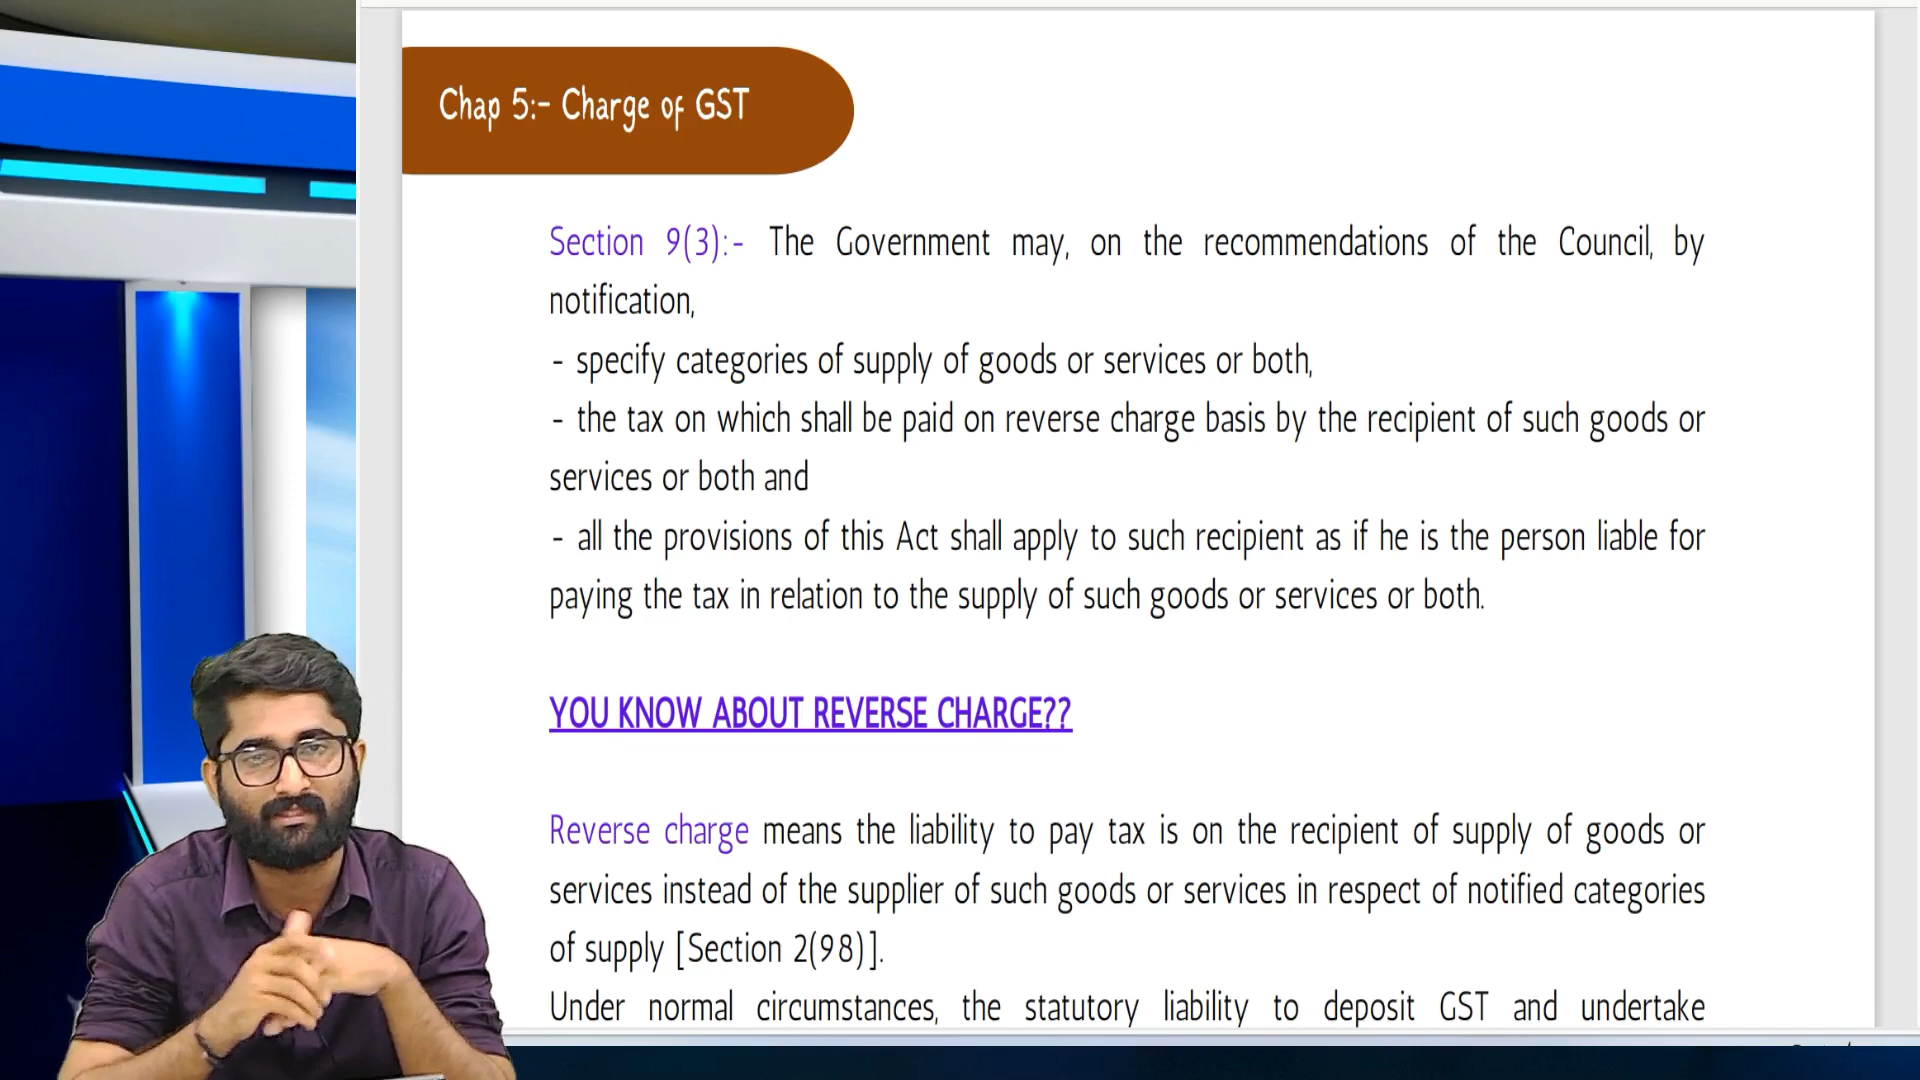 Chap 5:- Charge of GST
Section 9(3):- The Government may, on the recommendations of the Council, by
notification,
- specify categories of supply of goods or services or both,
- the tax on which shall be paid on reverse charge basis by the recipient of such goods or
services or both and
- all the provisions of this Act shall apply to such recipient as if he is the person liable for
paying the tax in relation to the supply of such goods or services or both.
YOU KNOW ABOUT REVERSE CHARGE??
Reverse charge means the liability to pay tax is on the recipient of supply of goods or
services instead of the supplier of such goods or services in respect of notified categories
of supply [Section 2(98)].
Under normal circumstances, the statutory liability to deposit GST and undertake